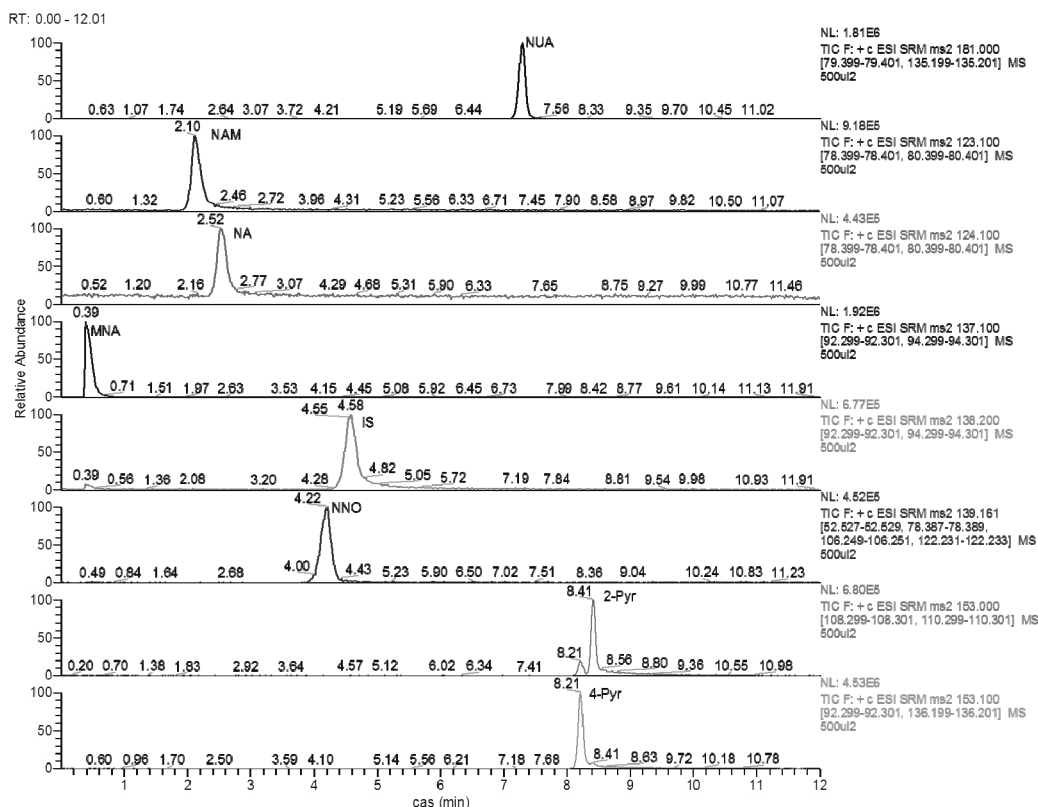 RT: 0.00 - 12.01
NL: 1.81E6
TIC F: + c ESI SRM ms2 181.000
[79.399-79.401, 135.199-135.201] MS
500ul2
100
50
0
NUA
0.63 1.07 1.74 2.64 3.07 3.72 4.21 5.19 5.69 6.44 7.56 8.33 9.35 9.70 10.45 11.02
NL: 9.18E5
TIC F: + c ESI SRM ms2 123.100
[78.399-78.401, 80.399-80.401] MS
500ul2
100
50
0
2.10
NAM
0.60 1.32 2.46 2.72 3.96 4.31 5.23 5.56 6.33 6.71 7.45 7.90 8.58 8.97 9.82 10.50 11.07
NL: 4.43E5
TIC F: + c ESI SRM ms2 124.100
[78.399-78.401, 80.399-80.401] MS
500ul2
100
50
0
2.52
NA
0.52 1.20 2.16 2.77 3.07 4.29 4.68 5.31 5.90 6.33 7.65 8.75 9.27 9.99 10.77 11.46
NL: 1.92E6
TIC F: + c ESI SRM ms2 137.100
[92.299-92.301, 94.299-94.301] MS
500ul2
100
50
0
0.39
MNA
0.71 1.51 1.97 2.63 3.53 4.15 4.45 5.08 5.92 6.45 6.73 7.99 8.42 8.77 9.61 10.14 11.13 11.91
Relative Abundance
NL: 6.77E5
TIC F: + c ESI SRM ms2 138.200
[92.299-92.301, 94.299-94.301] MS
500ul2
100
50
0
4.55 4.58
IS
0.39 0.56 1.36 2.08 3.20 4.28 4.82 5.05 5.72 7.19 7.84 8.81 9.54 9.98 10.93 11.91
NL: 4.52E5
TIC F: + c ESI SRM ms2 139.161
[52.527-52.529, 78.387-78.389,
106.249-106.251, 122.231-122.233] MS
500ul2
100
50
0
4.22
NNO
0.49 0.84 1.64 2.68 4.00 4.43 5.23 5.90 6.50 7.02 7.51 8.36 9.04 10.24 10.83 11.23
NL: 6.80E5
TIC F: + c ESI SRM ms2 153.000
[108.299-108.301, 110.299-110.301] MS
500ul2
100
50
0
8.41
2-Pyr
0.20 0.70 1.38 1.83 2.92 3.64 4.57 5.12 6.02 6.34 7.41 8.21 8.56 8.80 9.36 10.55 10.98
NL: 4.53E6
TIC F: + c ESI SRM ms2 153.100
[92.299-92.301, 136.199-136.201] MS
500ul2
100
50
0
8.21
4-Pyr
0.60 0.96 1.70 2.50 3.59 4.10 5.14 5.56 6.21 7.18 7.68 8.41 8.63 9.72 10.18 10.78
1 2 3 4 5 6 7 8 9 10 11 12
cas (min)